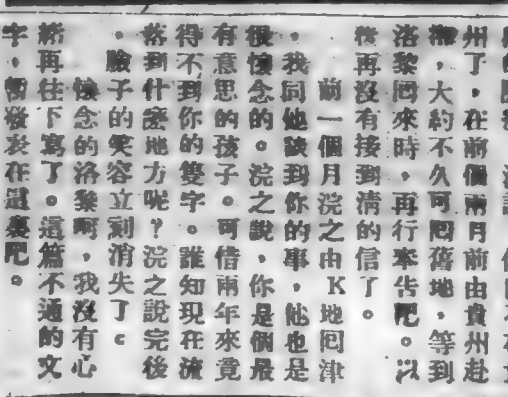 州了，在前個兩月前由貴州赴
，大約不久可囘舊地，等到
洛黎囘來時，再行奉告吧。以
後再沒有接到清的信了。
前一個月浣之由K地囘津
，我同他談到你的事，他也是
很懷念的。浣之說，你是個最
有意思的孩子。可惜兩年來竟
得不到你的雙字。誰知現在流
落到什麽地方呢？浣之說完後
，臉子的笑容立刻消失了。
懷念的洛黎啊，我沒有心
緒再往下寫了。這篇不通的文
字，暫發表在這裏吧。